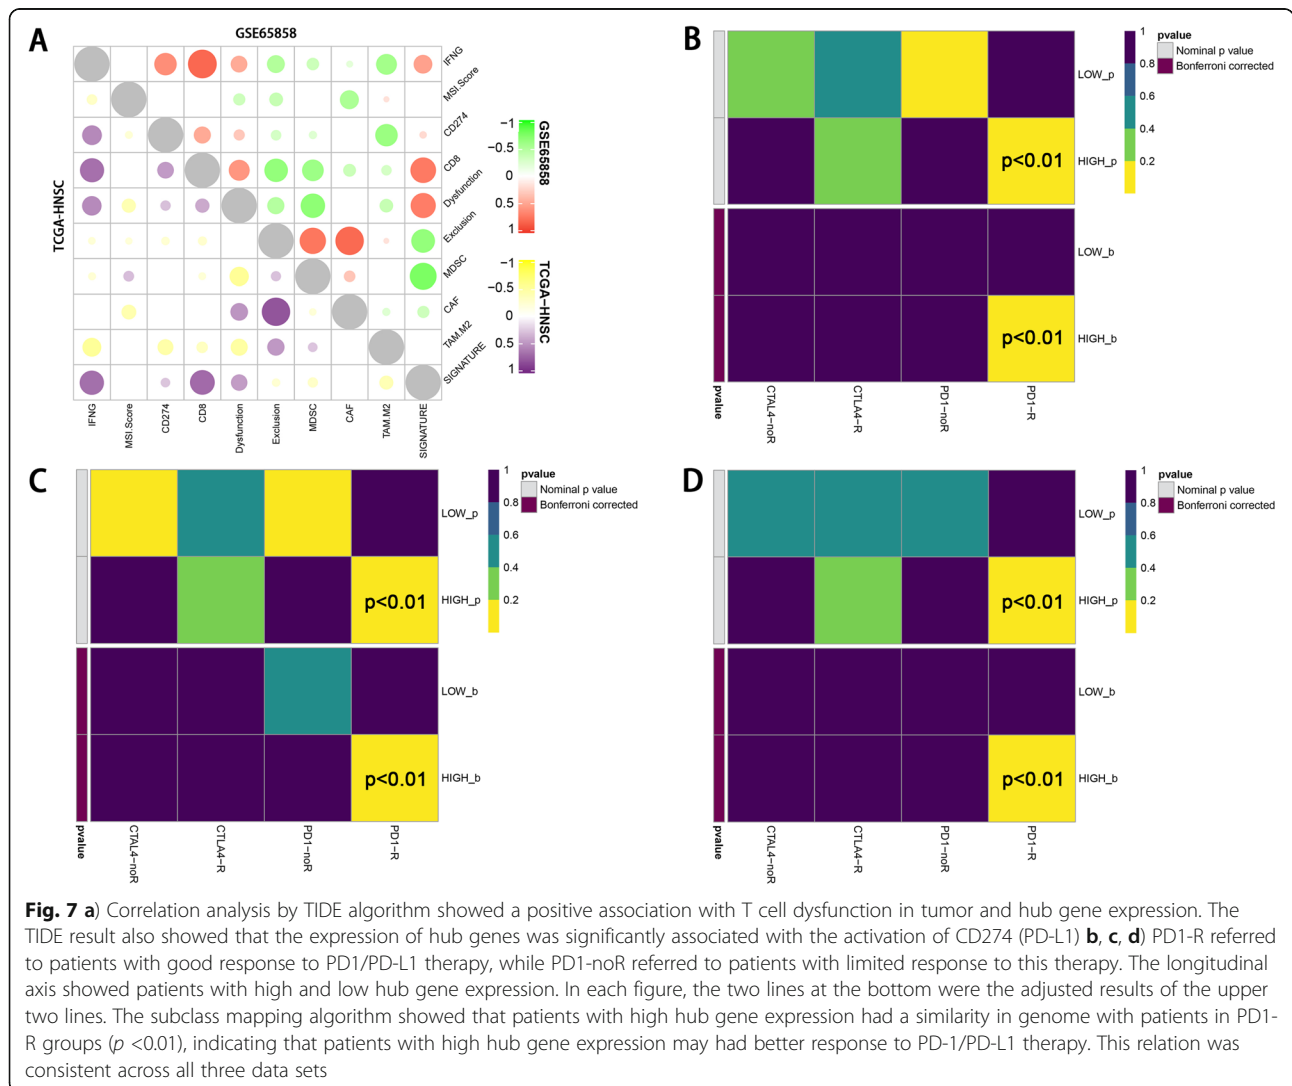 A
GSE65858
TCGA-HNSC
IFNG
MSI.Score
CD274
CD8
Dysfunction
Exclusion
MDSC
CAF
TAM.M2
SIGNATURE
IFNG
MSI.Score
CD274
CD8
Dysfunction
Exclusion
MDSC
CAF
TAM.M2
SIGNATURE
−1
−0.5
0
0.5
1
GSE65858
−1
−0.5
0
0.5
1
TCGA−HNSC
B
LOW_p
HIGH_p
p<0.01
LOW_b
HIGH_b
p<0.01
pvalue
CTAL4−noR
CTLA4−R
PD1−noR
PD1−R
1
0.8
0.6
0.4
0.2
pvalue
Nominal p value
Bonferroni corrected
C
LOW_p
HIGH_p
p<0.01
LOW_b
HIGH_b
p<0.01
pvalue
CTAL4−noR
CTLA4−R
PD1−noR
PD1−R
1
0.8
0.6
0.4
0.2
pvalue
Nominal p value
Bonferroni corrected
D
LOW_p
HIGH_p
p<0.01
LOW_b
HIGH_b
p<0.01
pvalue
CTAL4−noR
CTLA4−R
PD1−noR
PD1−R
1
0.8
0.6
0.4
0.2
pvalue
Nominal p value
Bonferroni corrected
Fig. 7 a) Correlation analysis by TIDE algorithm showed a positive association with T cell dysfunction in tumor and hub gene expression. The
TIDE result also showed that the expression of hub genes was significantly associated with the activation of CD274 (PD-L1) b, c, d) PD1-R referred
to patients with good response to PD1/PD-L1 therapy, while PD1-noR referred to patients with limited response to this therapy. The longitudinal
axis showed patients with high and low hub gene expression. In each figure, the two lines at the bottom were the adjusted results of the upper
two lines. The subclass mapping algorithm showed that patients with high hub gene expression had a similarity in genome with patients in PD1-
R groups (p <0.01), indicating that patients with high hub gene expression may had better response to PD-1/PD-L1 therapy. This relation was
consistent across all three data sets